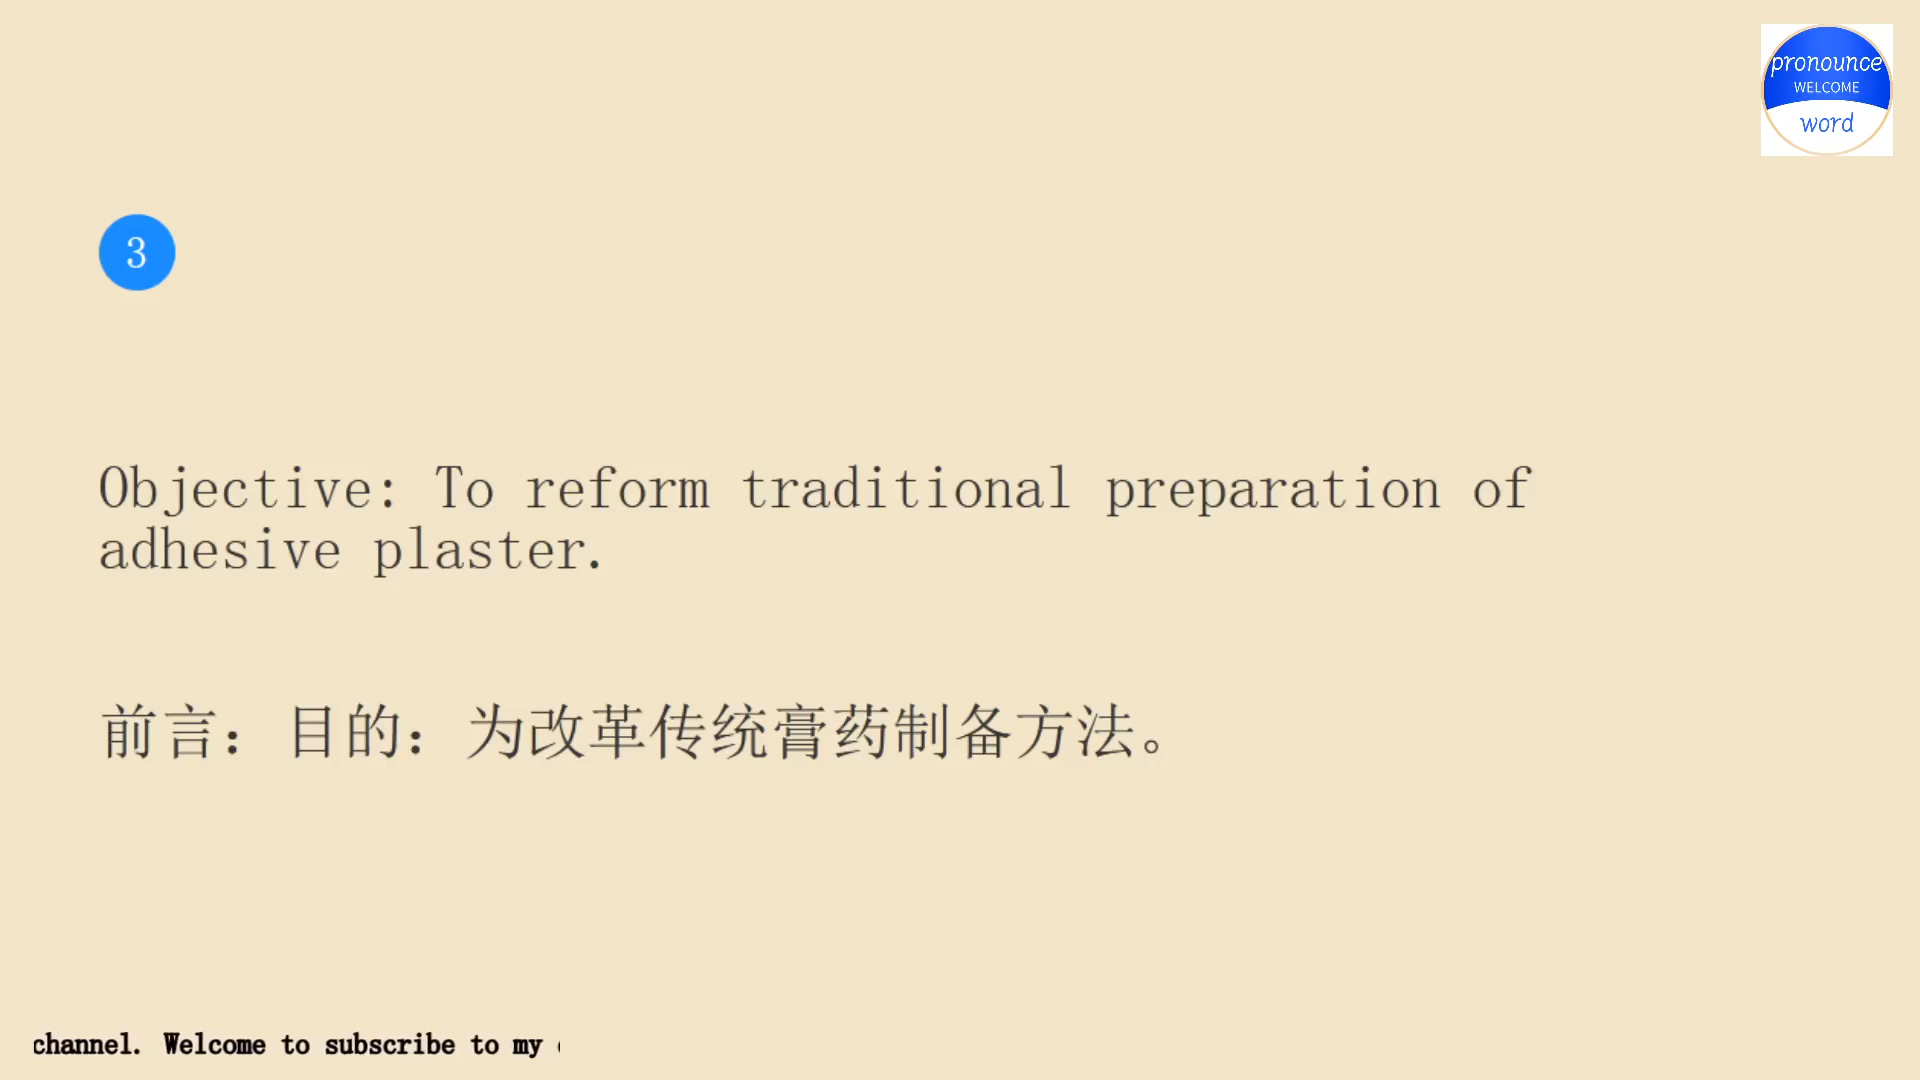 pronounce
WELCOME
word
3
Objective: To reform traditional preparation of
adhesive plaster.
前言：目的：为改革传统膏药制备方法。
channel. Welcome to subscribe to my